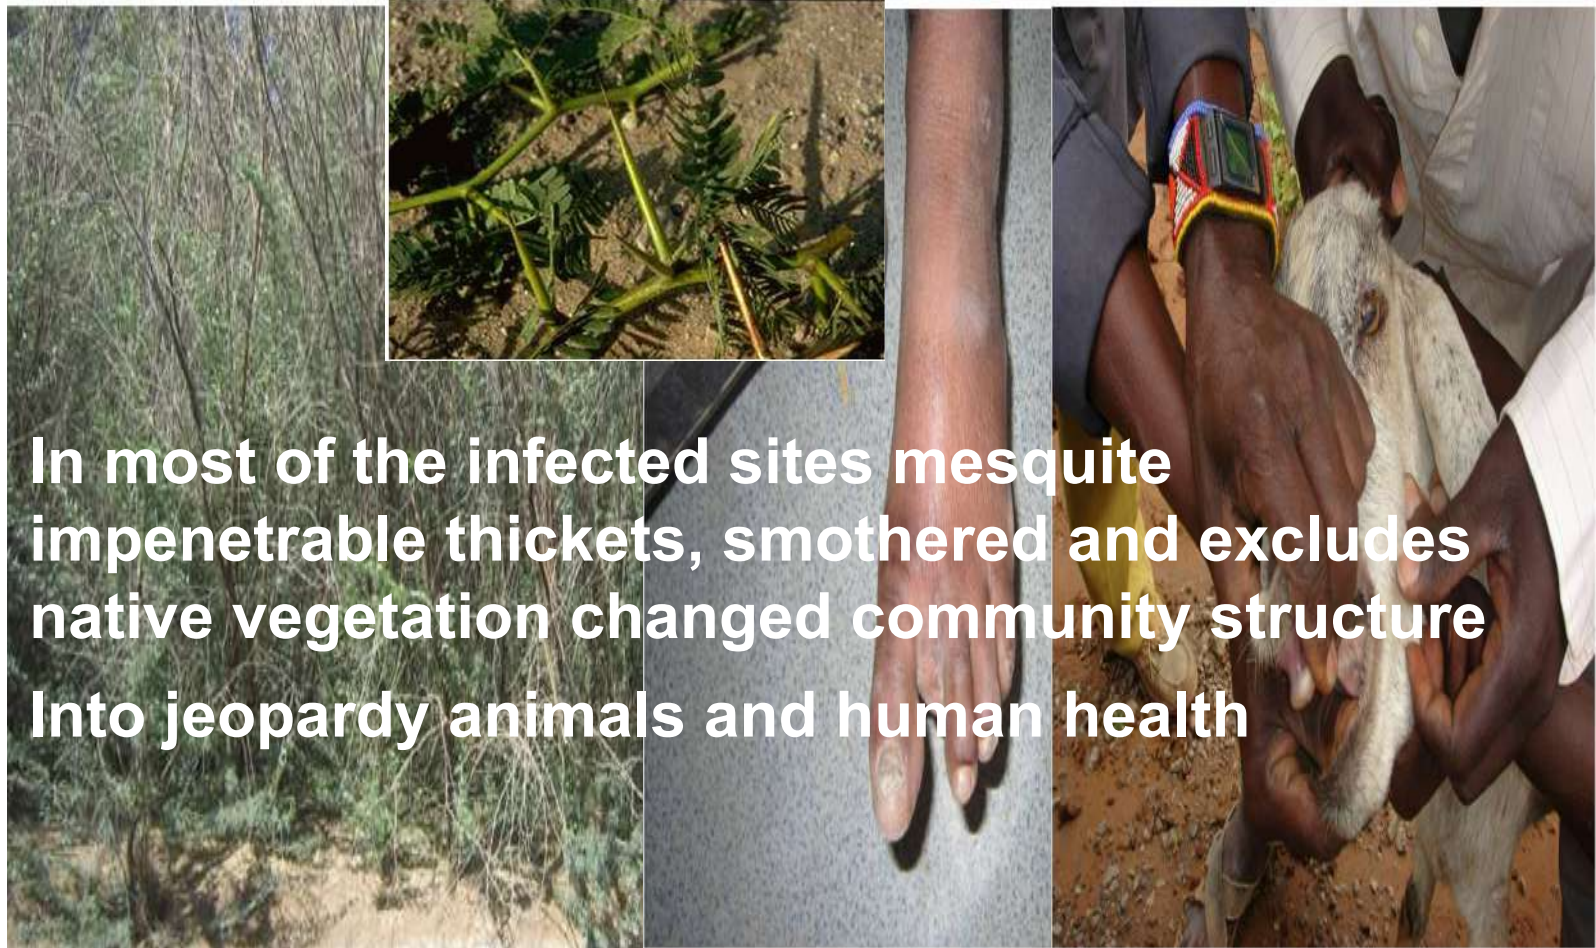 In most of the infected sites mesquite
impenetrable thickets, smothered and excludes
native vegetation changed community structure
Into jeopardy animals and human health